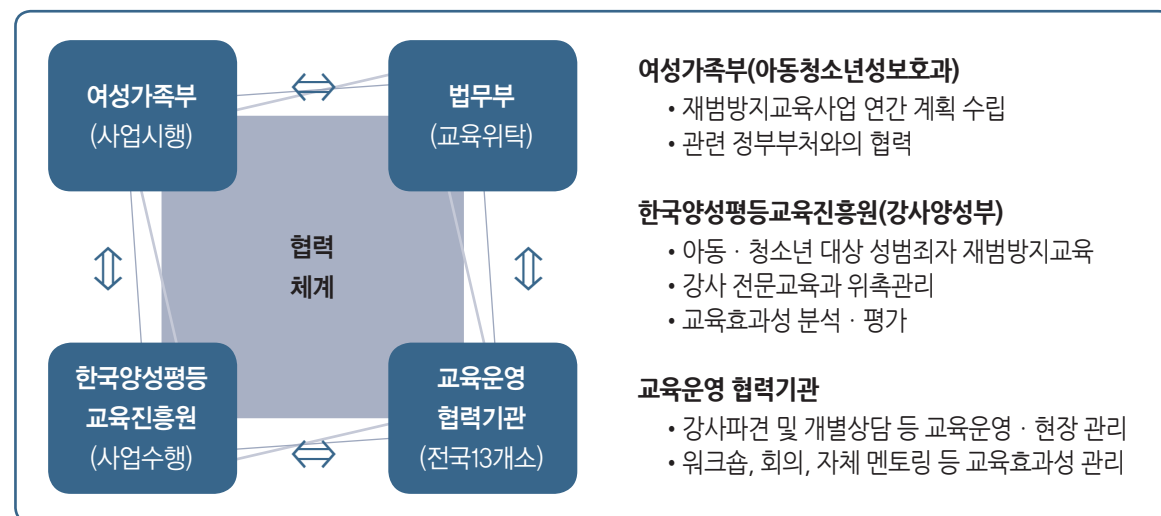 여성가족부
(사업시행)
법무부
(교육위탁)
협력
체계
한국양성평등
교육진흥원
(사업수행)
교육운영
협력기관
(전국13개소)
여성가족부(아동청소년성보호과)
• 재범방지교육사업 연간 계획 수립
• 관련 정부부처와의 협력
한국양성평등교육진흥원(강사양성부)
• 아동 · 청소년 대상 성범죄자 재범방지교육
• 강사 전문교육과 위촉관리
• 교육효과성 분석 · 평가
교육운영 협력기관
• 강사파견 및 개별상담 등 교육운영 · 현장 관리
• 워크숍, 회의, 자체 멘토링 등 교육효과성 관리